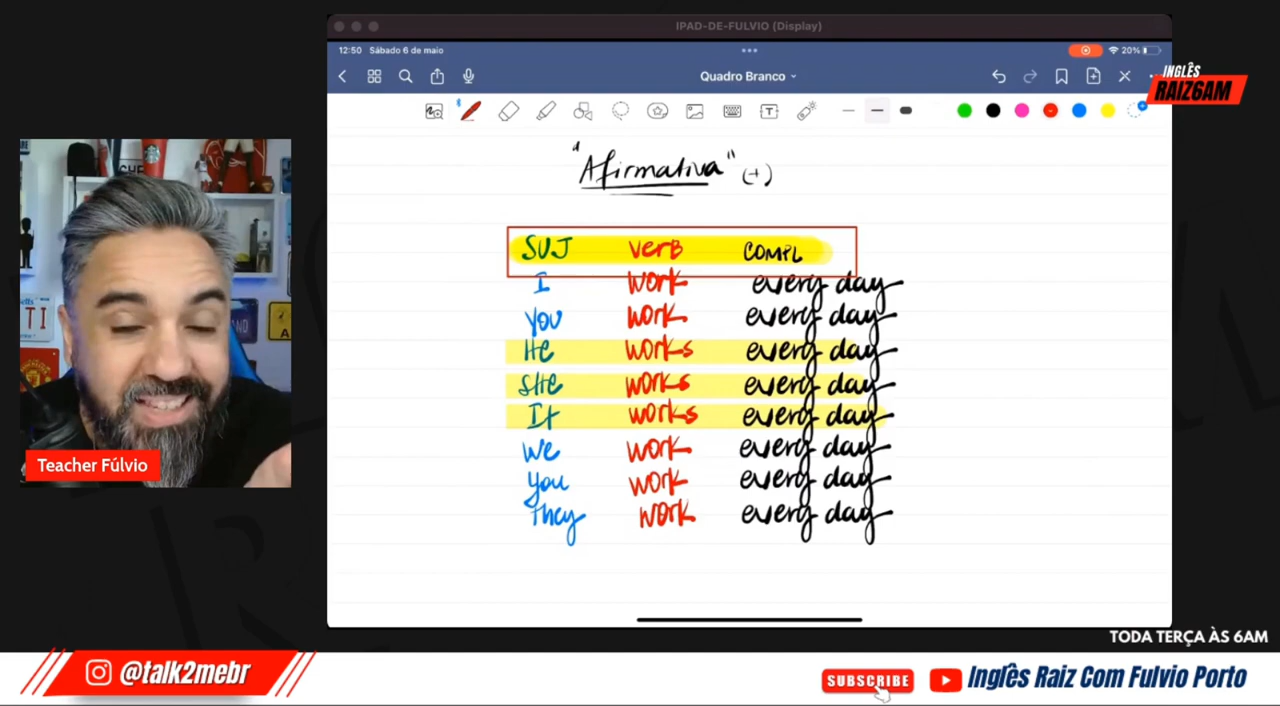 IPAD-DE-FULVIO (Display)
12:50 Sábado 6 de maio
20%
Quadro Branco
INGLÊS
RAIZ6AM
"Afirmativa" (+)
SUJ verb COMPL
I work every day
you work every day
He works every day
SHe works every day
It works every day
we work every day
you work every day
they work every day
Teacher Fúlvio
TODA TERÇA ÀS 6AM
@talk2mebr
SUBSCRIBE
Inglês Raiz Com Fulvio Porto